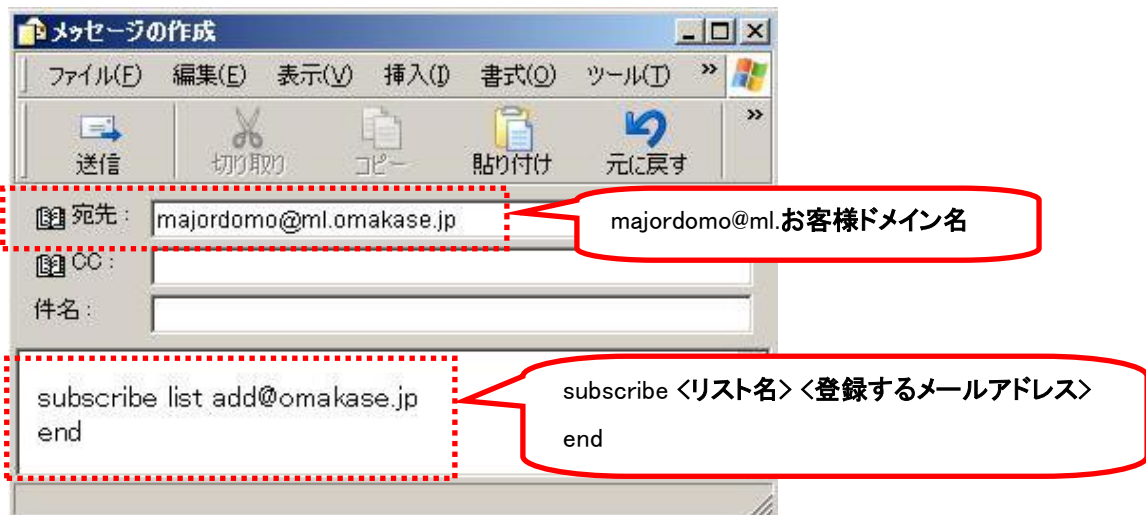 メッセージの作成
ファイル(F) 編集(E) 表示(V) 挿入(I) 書式(O) ツール(T) »
送信 切り取り コピー 貼り付け 元に戻す »
宛先: majordomo@ml.omakase.jp
majordomo@ml.お客様ドメイン名
CC:
件名:
subscribe list add@omakase.jp
end
subscribe <リスト名> <登録するメールアドレス>
end